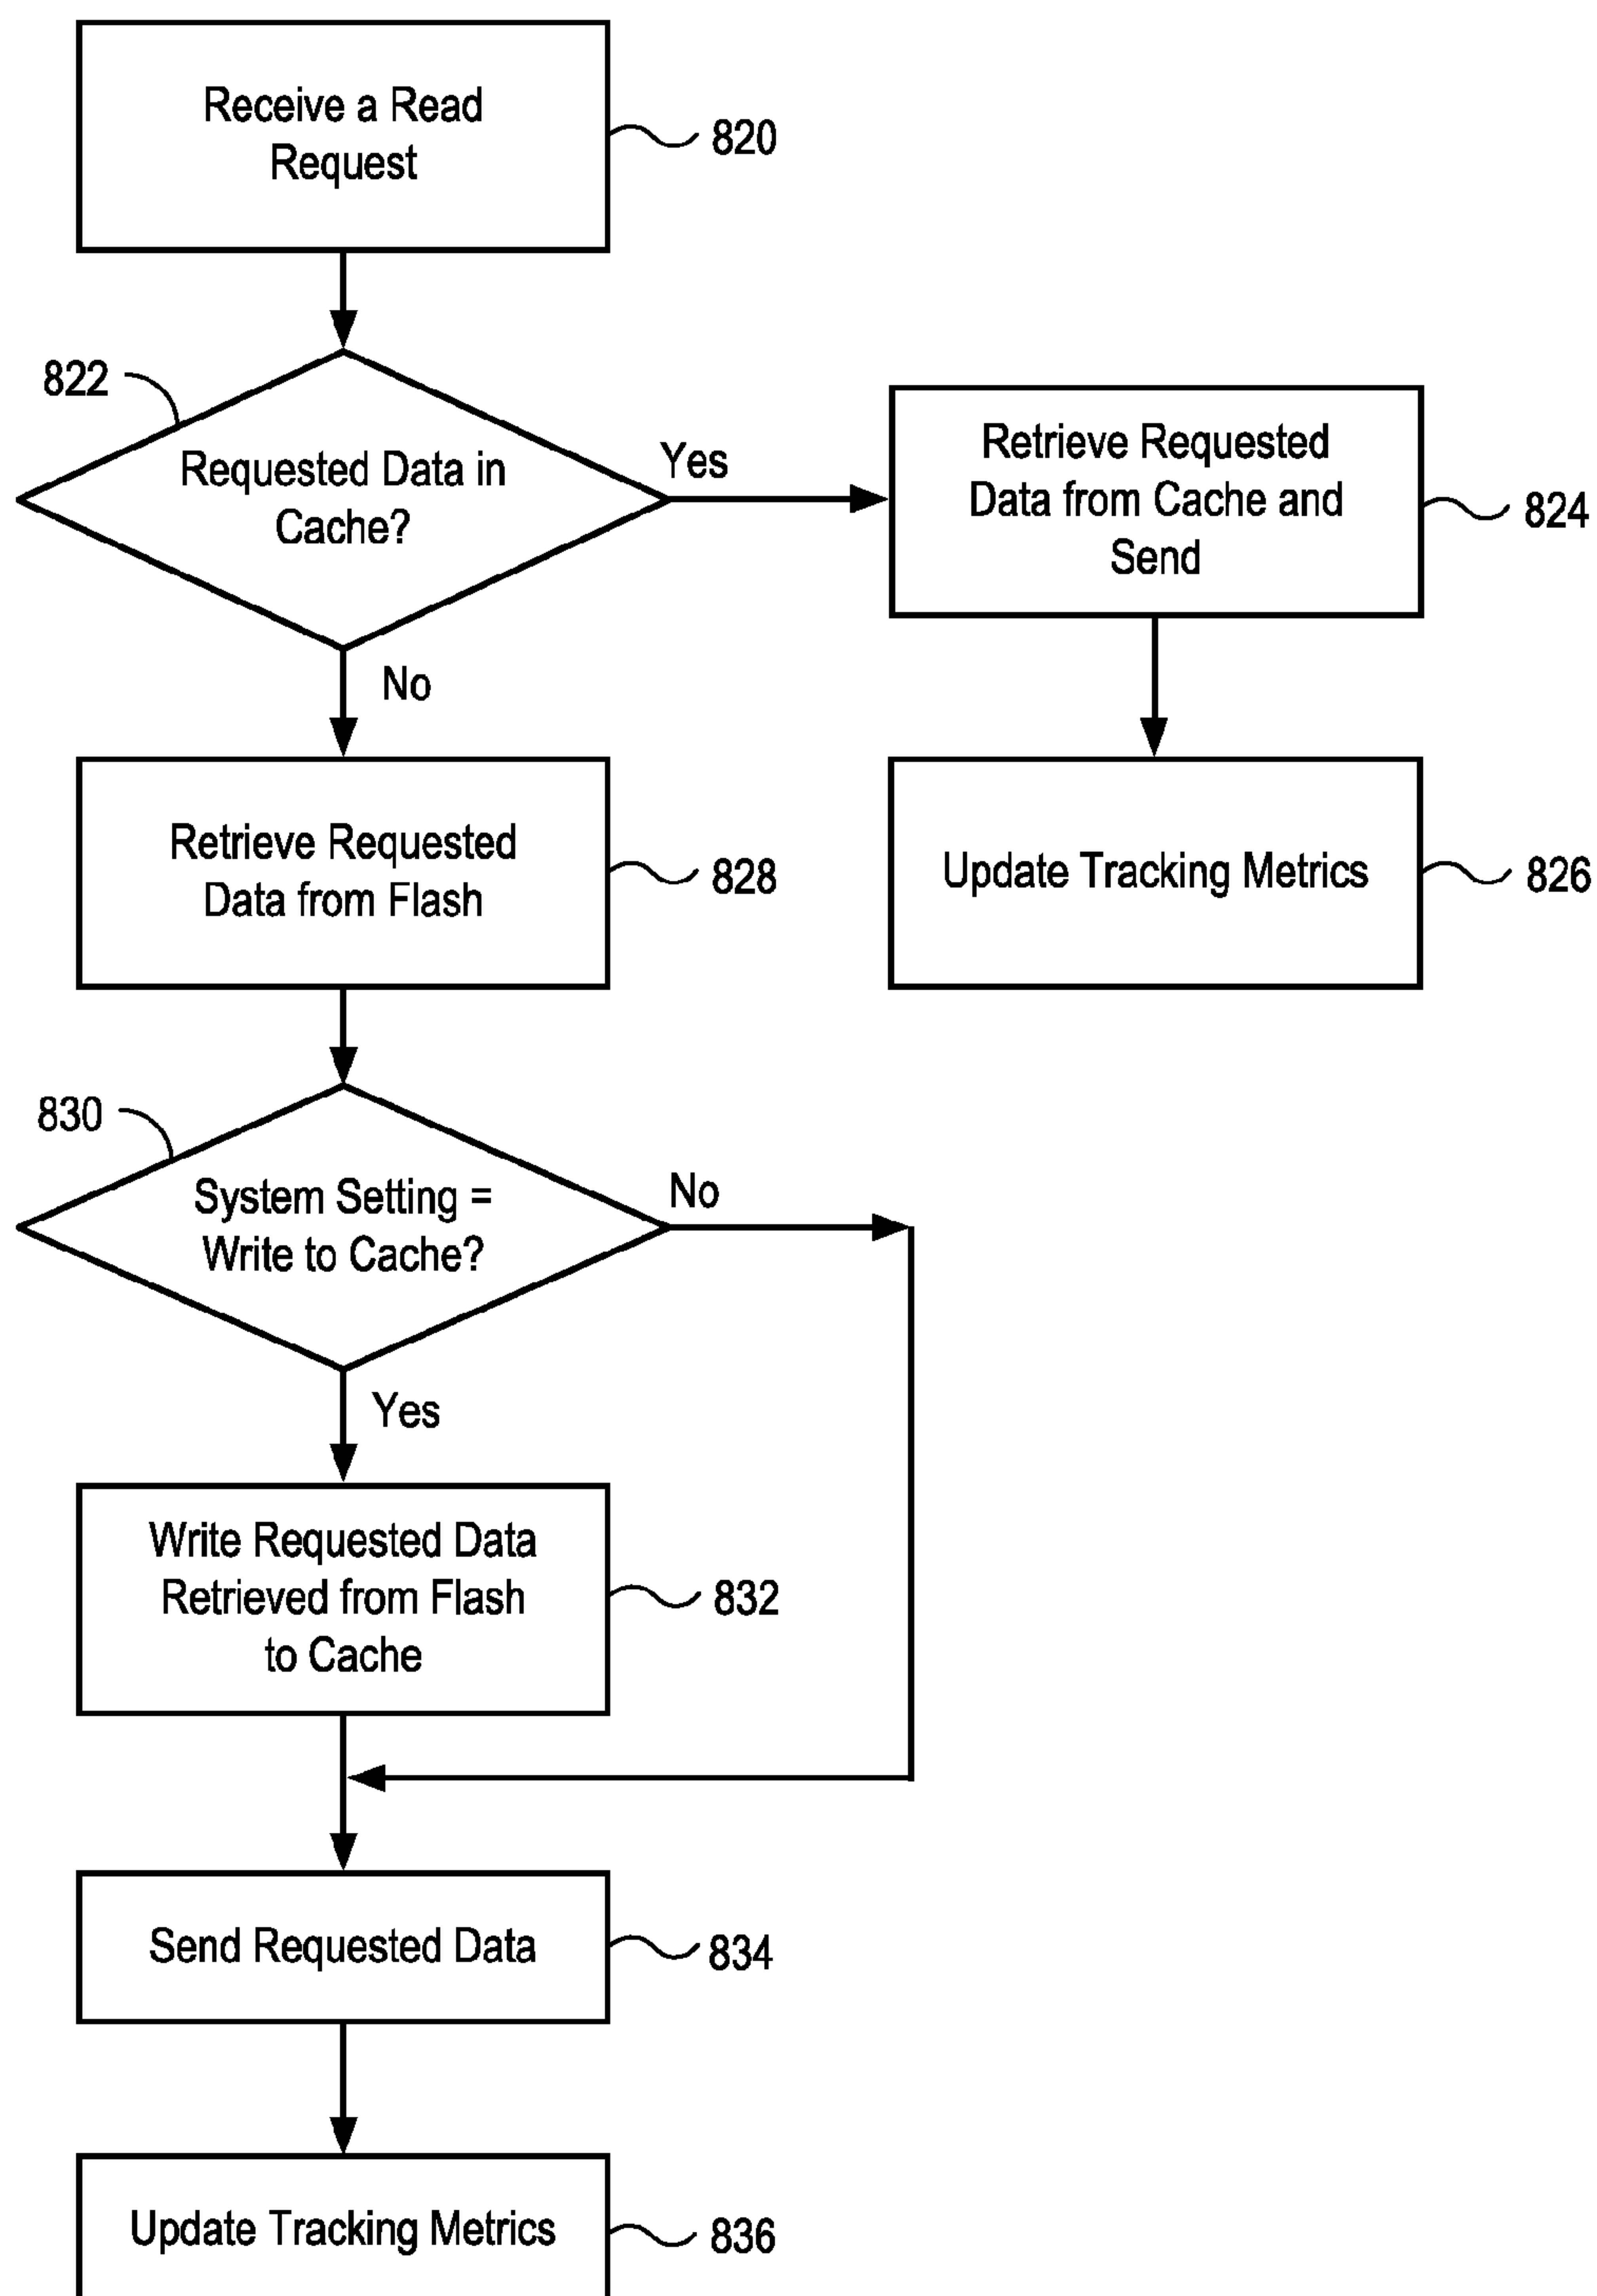 Receive a Read
Request
820
822
Requested Data in
Cache?
Yes
Retrieve Requested
Data from Cache and
Send
824
No
Retrieve Requested
Data from Flash
828
Update Tracking Metrics
826
830
System Setting =
Write to Cache?
No
Yes
Write Requested Data
Retrieved from Flash
to Cache
832
Send Requested Data
834
Update Tracking Metrics
836